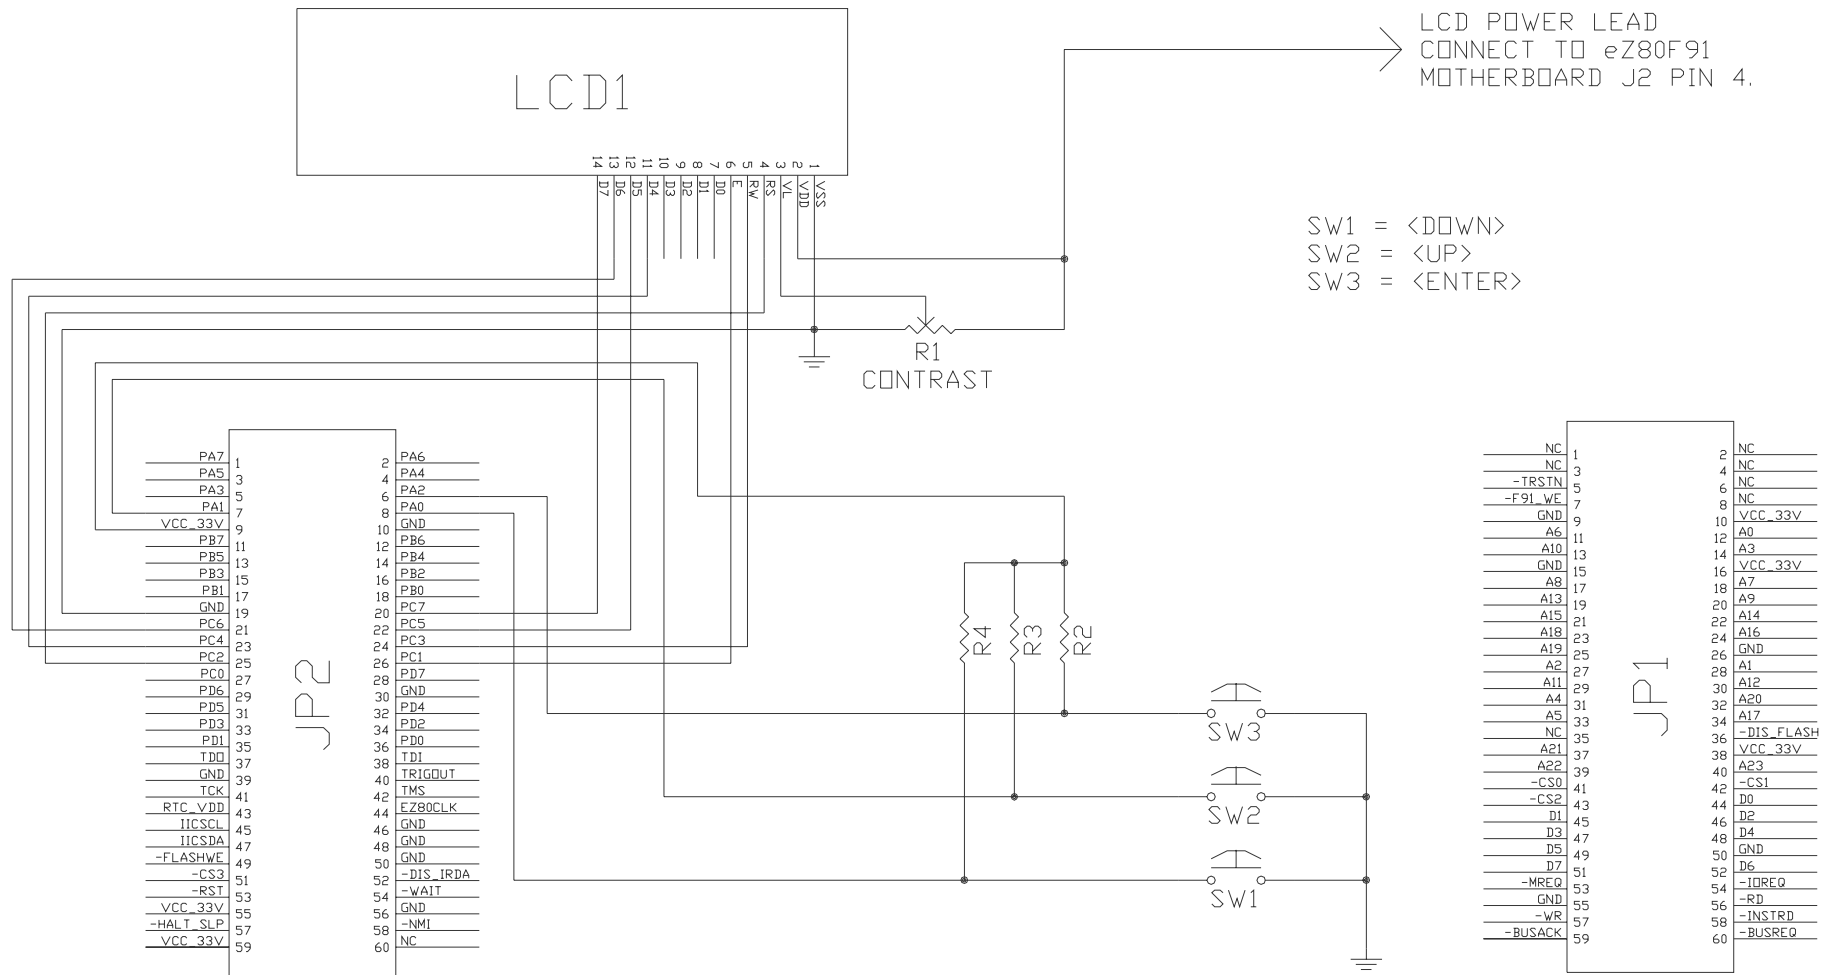 LCD POWER LEAD
CONNECT TO eZ80F91
MOTHERBOARD J2 PIN 4.
LCD1
14 13 12 11 10 9 8 7 6 5 4 3 2 1
D7 D6 D5 D4 D3 D2 D1 D0 E RW RS VL VDD VSS
SW1 = <DOWN>
SW2 = <UP>
SW3 = <ENTER>
R1
CONTRAST
JP2
PA7 1 2 PA6
PA5 3 4 PA4
PA3 5 6 PA2
PA1 7 8 PA0
VCC_33V 9 10 GND
PB7 11 12 PB6
PB5 13 14 PB4
PB3 15 16 PB2
PB1 17 18 PB0
GND 19 20 PC7
PC6 21 22 PC5
PC4 23 24 PC3
PC2 25 26 PC1
PC0 27 28 PD7
PD6 29 30 GND
PD5 31 32 PD4
PD3 33 34 PD2
PD1 35 36 PD0
TDO 37 38 TDI
GND 39 40 TRIGOUT
TCK 41 42 TMS
RTC_VDD 43 44 EZ80CLK
IICSCL 45 46 GND
IICSDA 47 48 GND
-FLASHWE 49 50 GND
-CS3 51 52 -DIS_IRDA
-RST 53 54 -WAIT
VCC_33V 55 56 GND
-HALT_SLP 57 58 -NMI
VCC_33V 59 60 NC
R4 R3 R2
SW3
SW2
SW1
JP1
NC 1 2 NC
NC 3 4 NC
-TRSTN 5 6 NC
-F91_WE 7 8 NC
GND 9 10 VCC_33V
A6 11 12 A0
A10 13 14 A3
GND 15 16 VCC_33V
A8 17 18 A7
A13 19 20 A9
A15 21 22 A14
A18 23 24 A16
A19 25 26 GND
A2 27 28 A1
A11 29 30 A12
A4 31 32 A20
A5 33 34 A17
NC 35 36 -DIS_FLASH
A21 37 38 VCC_33V
A22 39 40 A23
-CS0 41 42 -CS1
-CS2 43 44 D0
D1 45 46 D2
D3 47 48 D4
D5 49 50 GND
D7 51 52 D6
-MREQ 53 54 -IOREQ
GND 55 56 -RD
-WR 57 58 -INSTRD
-BUSACK 59 60 -BUSREQ